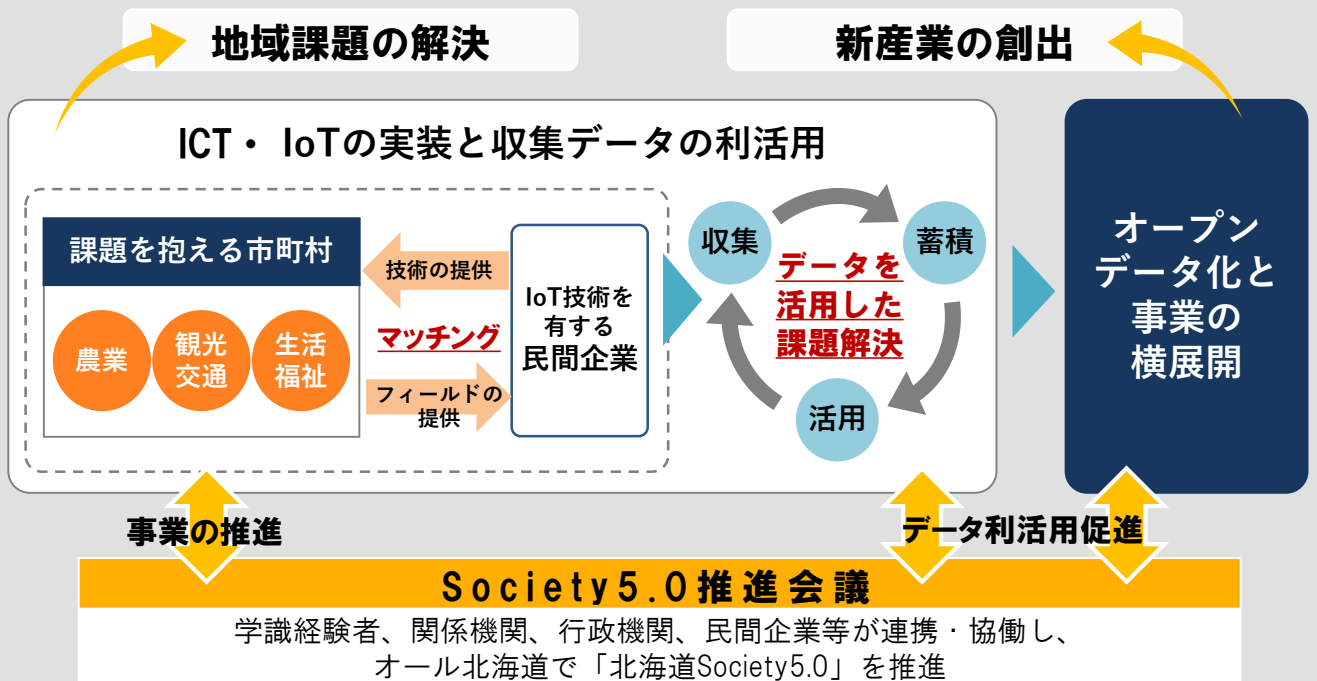 地域課題の解決
新産業の創出
ICT・ IoTの実装と収集データの利活用
課題を抱える市町村
農業
観光
交通
生活
福祉
技術の提供
マッチング
フィールドの
提供
IoT技術を
有する
民間企業
収集
蓄積
活用
データを
活用した
課題解決
オープン
データ化と
事業の
横展開
事業の推進
データ利活用促進
Society5.0推進会議
学識経験者、関係機関、行政機関、民間企業等が連携・協働し、
オール北海道で「北海道Society5.0」を推進